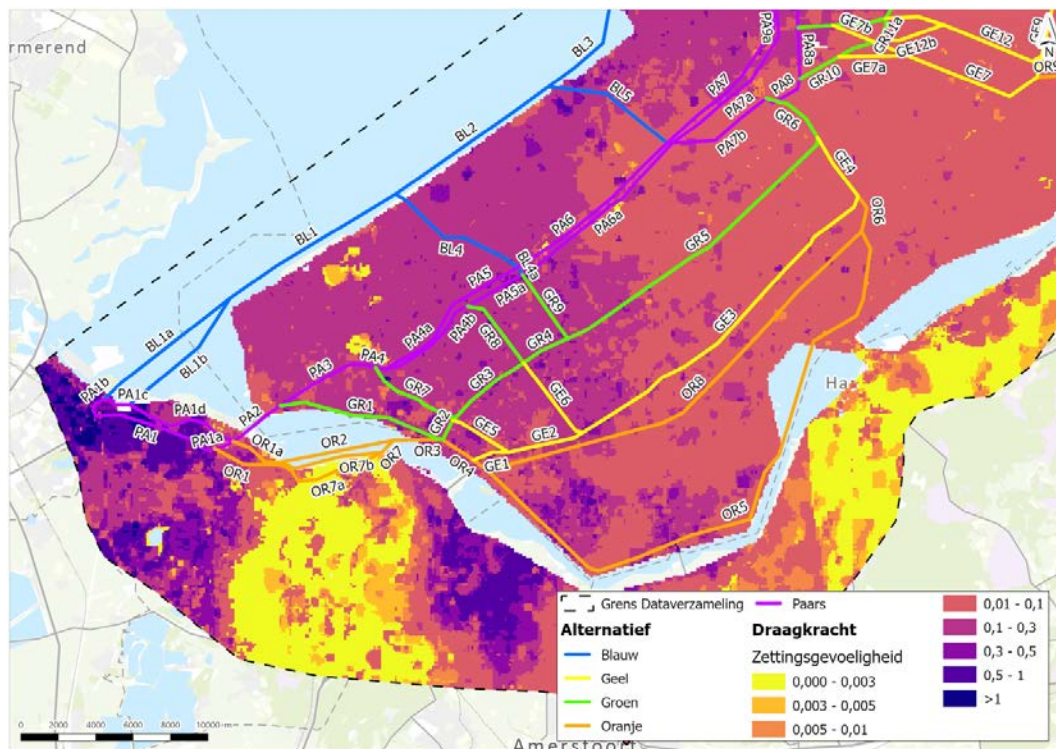 rmerend
BL3
BL5
BL2
BL1
BL4
BL4a
BL1a
BL1b
PA9a
PA8a
PA7
PA7a
PA8
PA7b
GR10
GR6
GE7b
GR11a
GE12
GE12b
GE7a
GE7
N
GE4
OR6
PA6
PA6a
GR5
PA5
PA5a
GR9
PA4b
PA4a
GR8
GR4
GE3
PA4
PA3
GR7
GR3
OR8
GE6
PA1b
PA1c
PA1d
PA2
PA1
PA1a
GR1
GR2
GE5
GE2
OR1a
OR2
OR3
OR1
OR7b
OR7
OR7a
OR4
GE1
OR5
Ha
Grens Dataverzameling
Alternatief
Blauw
Geel
Groen
Oranje
Paars
Draagkracht
Zettingsgevoeligheid
0,000 - 0,003
0,003 - 0,005
0,005 - 0,01
0,01 - 0,1
0,1 - 0,3
0,3 - 0,5
0,5 - 1
>1
0 2000 4000 6000 8000 10000 m
Amersfoort